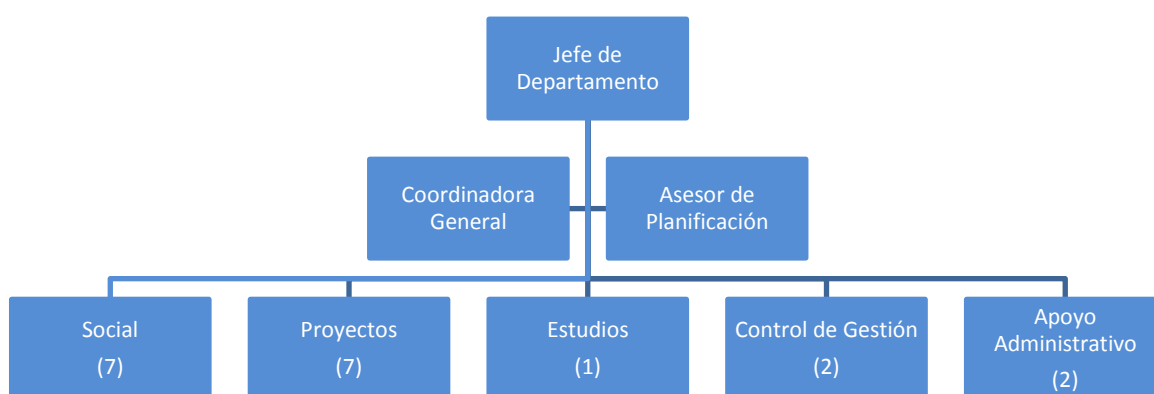 Jefe de
Departamento
Coordinadora
General
Asesor de
Planificación
Social
(7)
Proyectos
(7)
Estudios
(1)
Control de Gestión
(2)
Apoyo
Administrativo
(2)